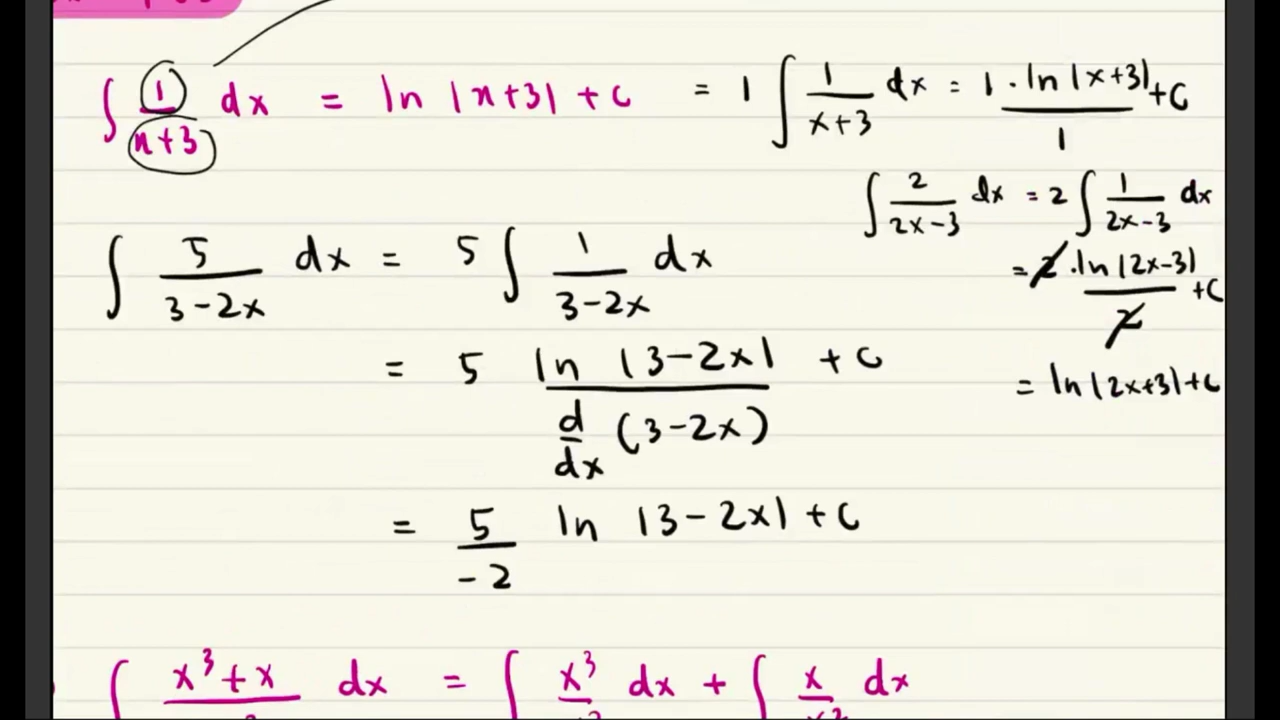 ∫ 1/(x+3) dx = ln |x+3| + c = 1 ∫ 1/(x+3) dx = 1 · ln |x+3| / 1 + c
∫ 2/(2x-3) dx = 2 ∫ 1/(2x-3) dx
= 2 · ln |2x-3| / 2 + c
= ln |2x+3| + c
∫ 5/(3-2x) dx = 5 ∫ 1/(3-2x) dx
= 5 ln |3-2x| / (d/dx (3-2x)) + c
= 5/-2 ln |3-2x| + c
∫ x³+x dx = ∫ x³ dx + ∫ x dx